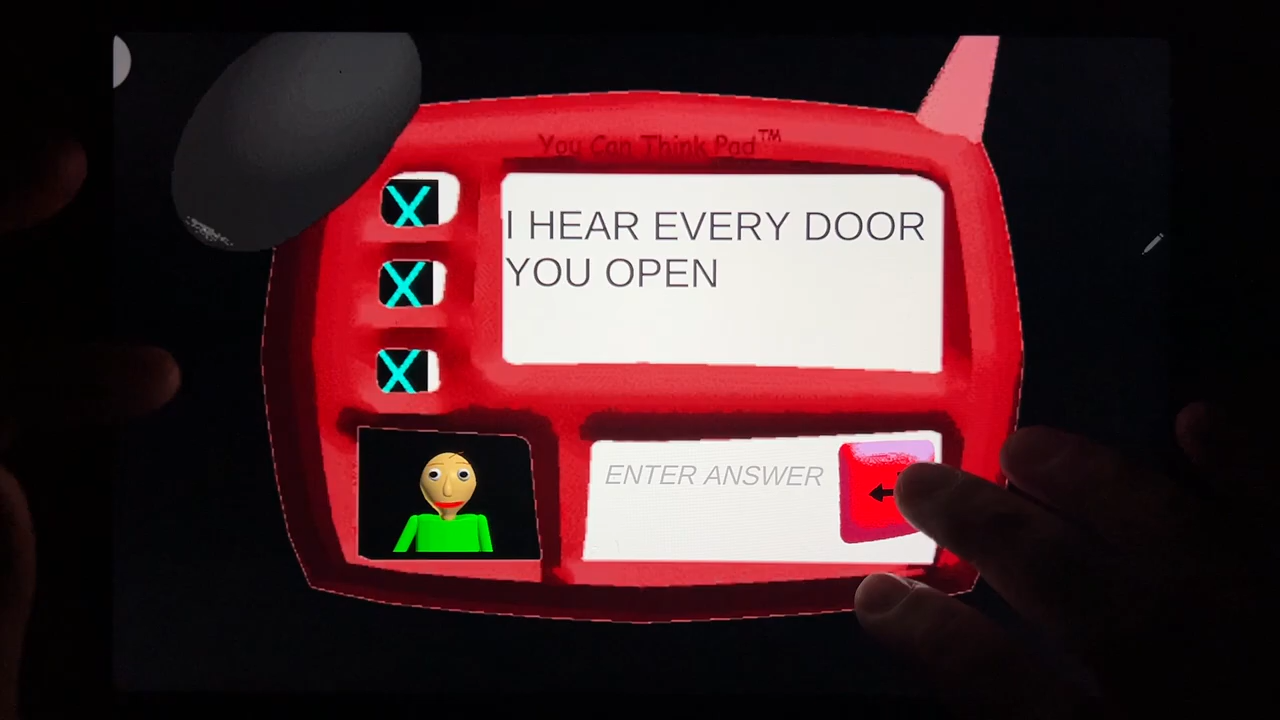 You Can Think Pad™
I HEAR EVERY DOOR
YOU OPEN
ENTER ANSWER